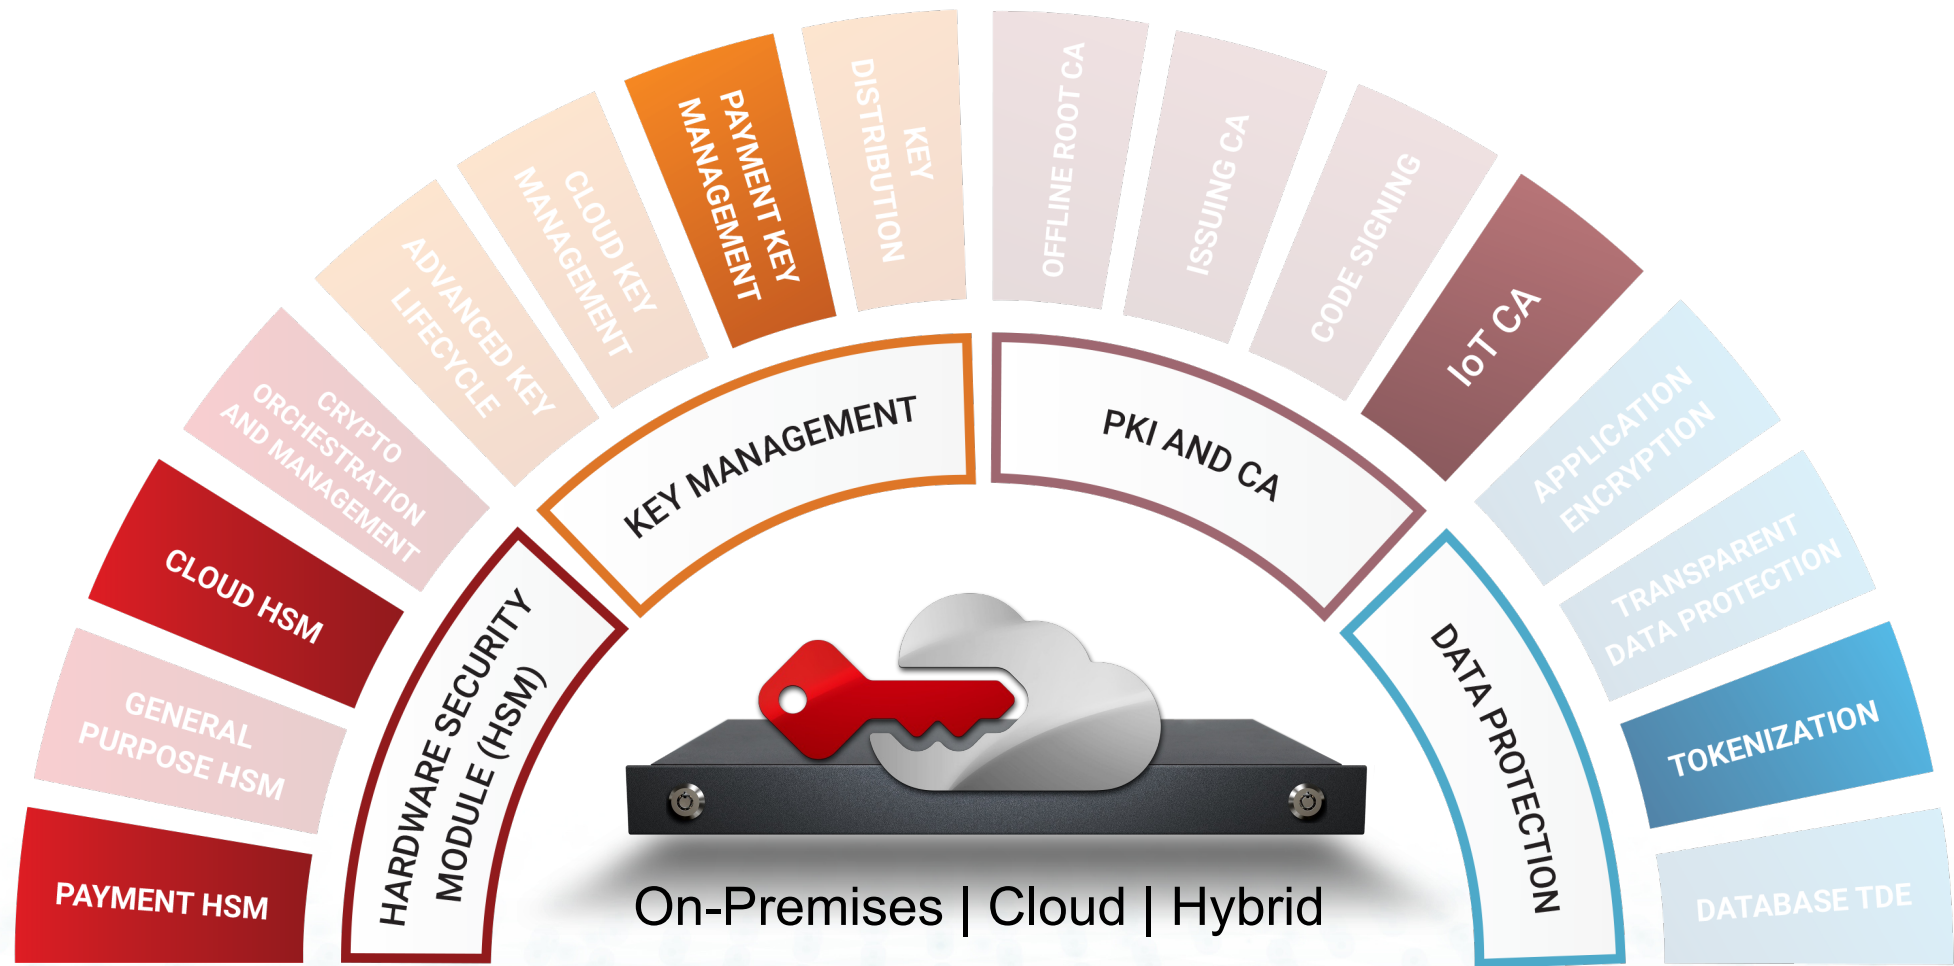 PAYMENT HSM
GENERAL
PURPOSE HSM
CLOUD HSM
CRYPTO
ORCHESTRATION
AND MANAGEMENT
ADVANCED KEY
LIFECYCLE
CLOUD KEY
MANAGEMENT
PAYMENT KEY
MANAGEMENT
KEY
DISTRIBUTION
OFFLINE ROOT CA
ISSUING CA
CODE SIGNING
IoT CA
APPLICATION
ENCRYPTION
TRANSPARENT
DATA PROTECTION
TOKENIZATION
DATABASE TDE
HARDWARE SECURITY
MODULE (HSM)
KEY MANAGEMENT
PKI AND CA
DATA PROTECTION
On-Premises | Cloud | Hybrid